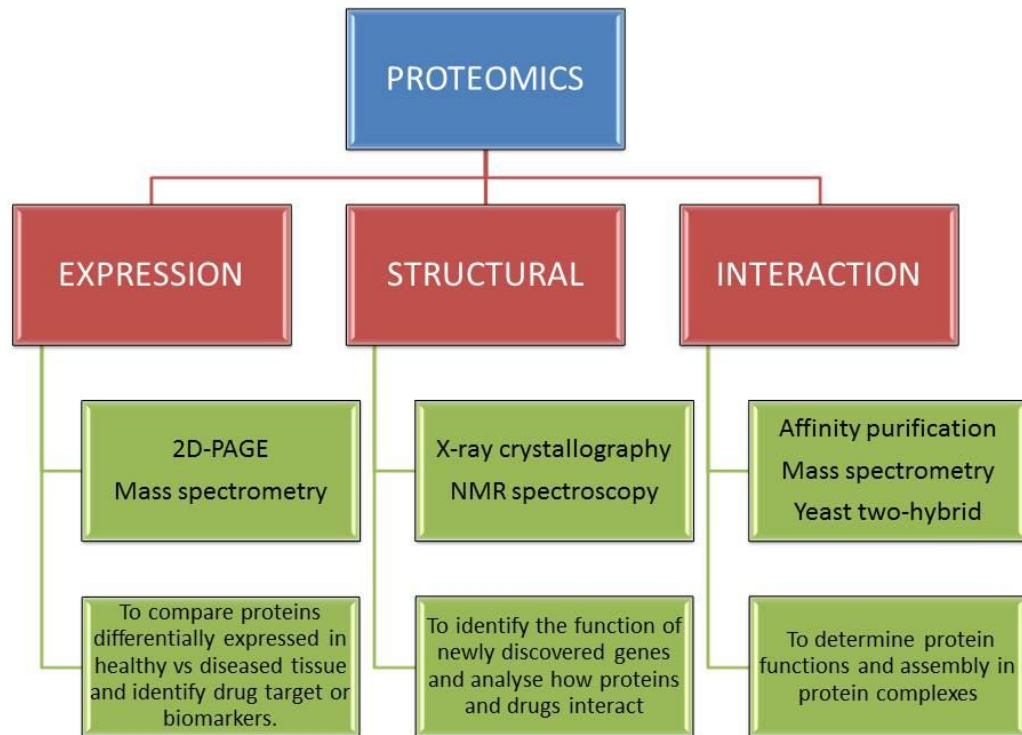 PROTEOMICS
EXPRESSION
STRUCTURAL
INTERACTION
2D-PAGE
Mass spectrometry
X-ray crystallography
NMR spectroscopy
Affinity purification
Mass spectrometry
Yeast two-hybrid
To compare proteins
differentially expressed in
healthy vs diseased tissue
and identify drug target or
biomarkers.
To identify the function of
newly discovered genes
and analyse how proteins
and drugs interact
To determine protein
functions and assembly in
protein complexes